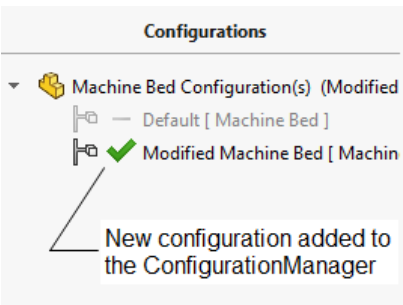 Configurations
Machine Bed Configuration(s) (Modified
Default [ Machine Bed ]
Modified Machine Bed [ Machin
New configuration added to
the ConfigurationManager